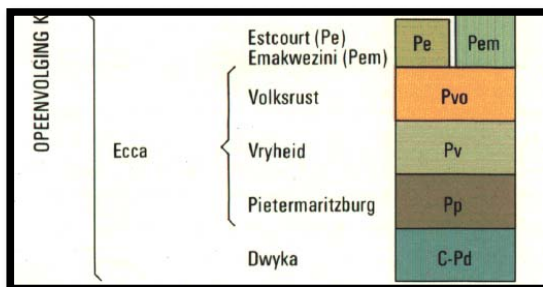 OPEENVOLGING K
Estcourt (Pe)
Emakwezini (Pem)
Pe
Pem
Volksrust
Pvo
Ecca
Vryheid
Pv
Pietermaritzburg
Pp
Dwyka
C-Pd